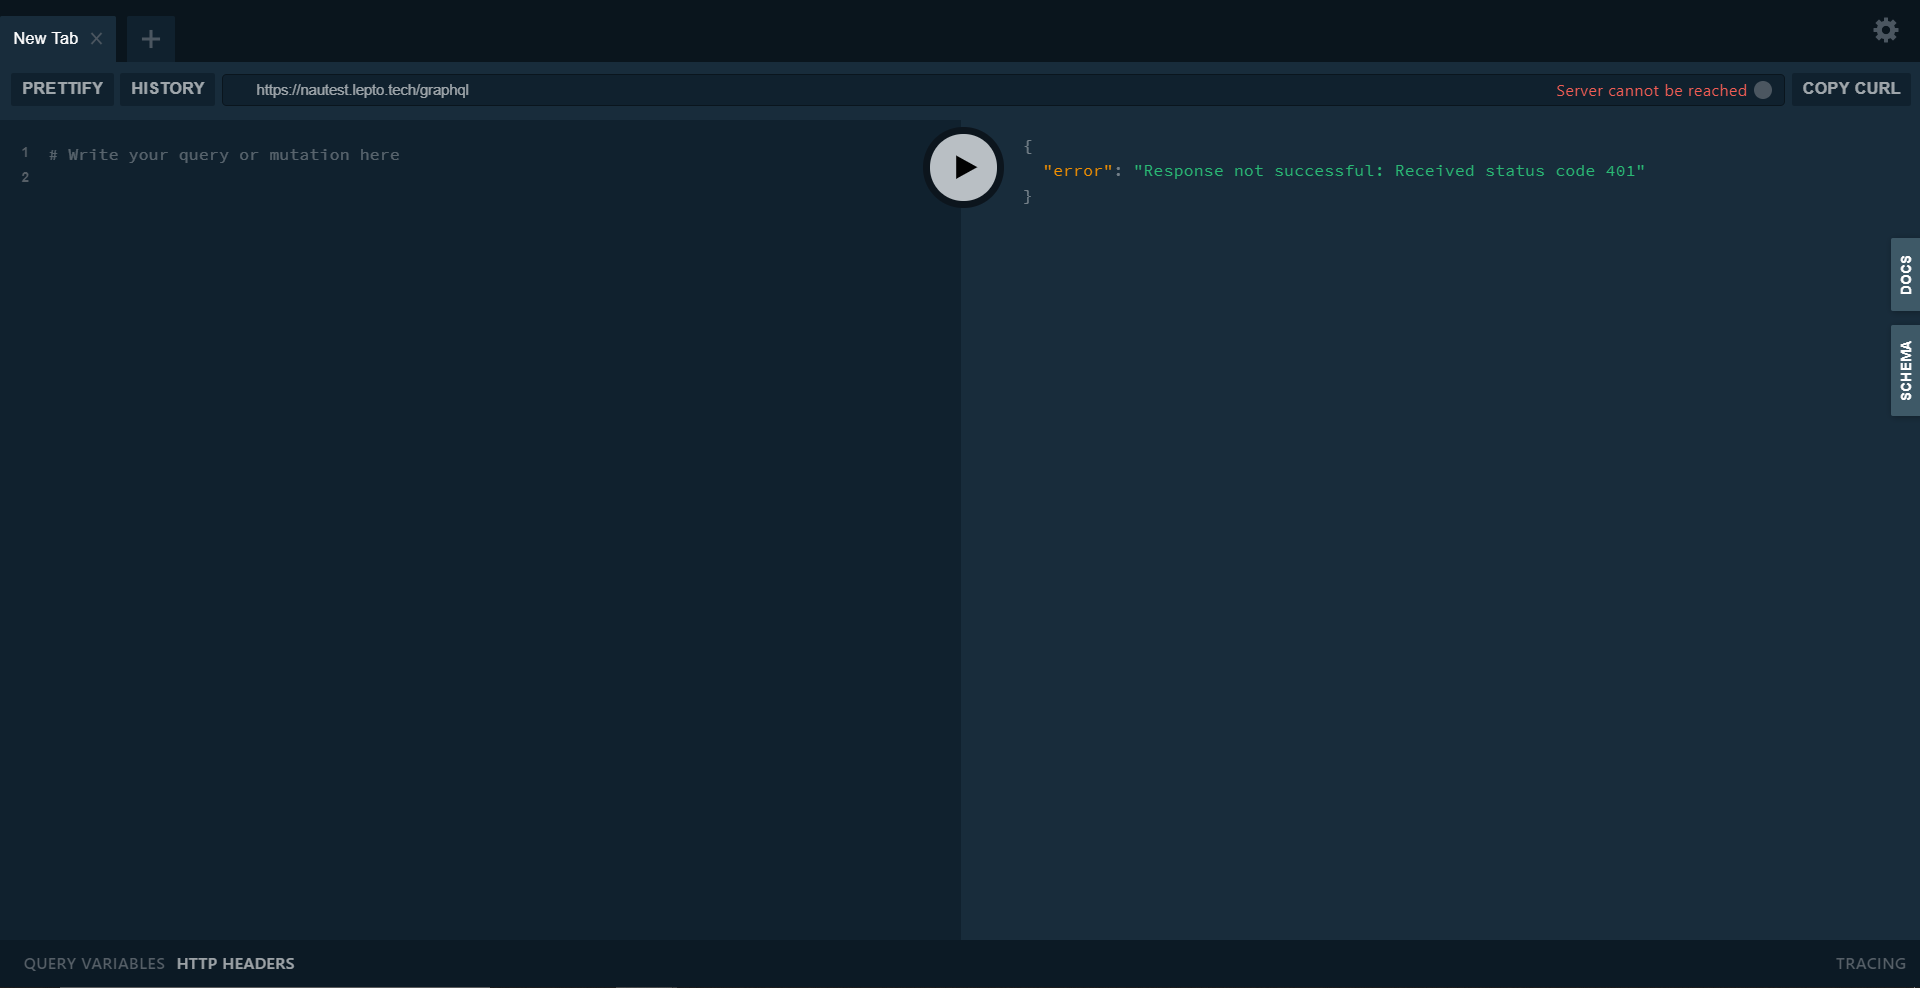 New Tab
PRETTIFY HISTORY https://nautest.lepto.tech/graphql Server cannot be reached COPY CURL
1 # Write your query or mutation here
2
{
"error": "Response not successful: Received status code 401"
}
DOCS
SCHEMA
QUERY VARIABLES HTTP HEADERS TRACING